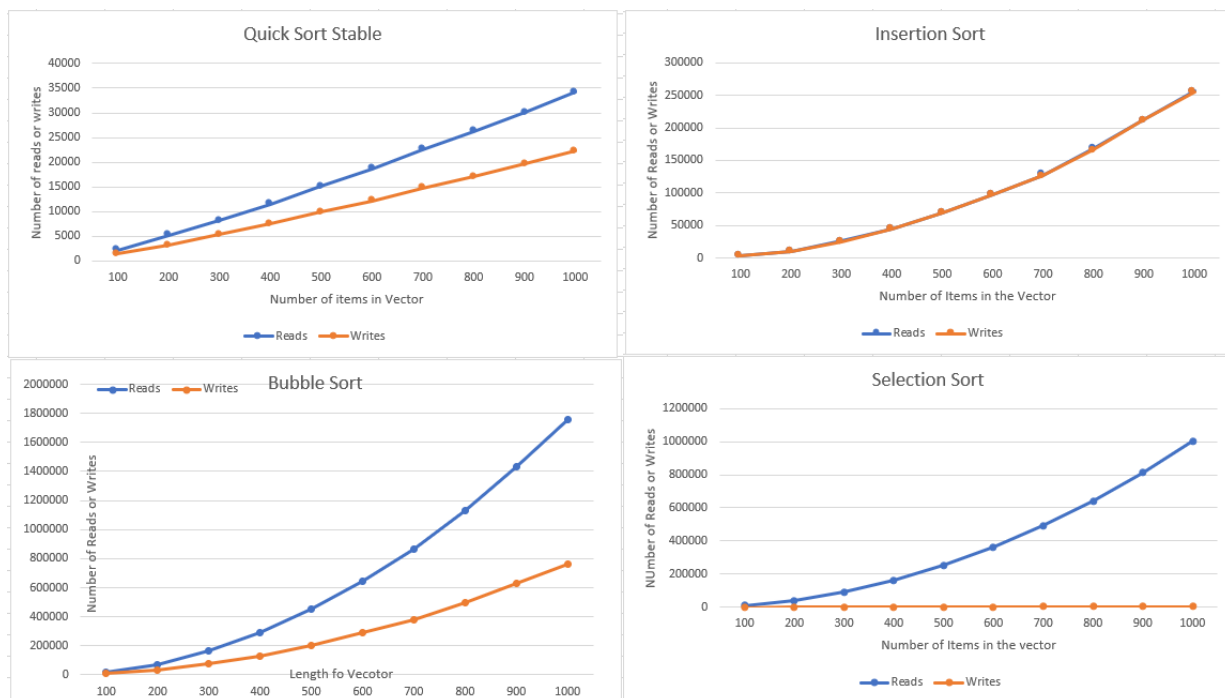 Quick Sort Stable
Number of reads or writes
40000
35000
30000
25000
20000
15000
10000
5000
0
100 200 300 400 500 600 700 800 900 1000
Number of items in Vector
Reads Writes
Insertion Sort
Number of Reads or Writes
300000
250000
200000
150000
100000
50000
0
100 200 300 400 500 600 700 800 900 1000
Number of Items in the Vector
Reads Writes
Bubble Sort
Reads Writes
Number of Reads or Writes
2000000
1800000
1600000
1400000
1200000
1000000
800000
600000
400000
200000
0
Length fo Vecotor
100 200 300 400 500 600 700 800 900 1000
Selection Sort
NUmber of Reads or Writes
1200000
1000000
800000
600000
400000
200000
0
100 200 300 400 500 600 700 800 900 1000
Number of Items in the vector
Reads Writes